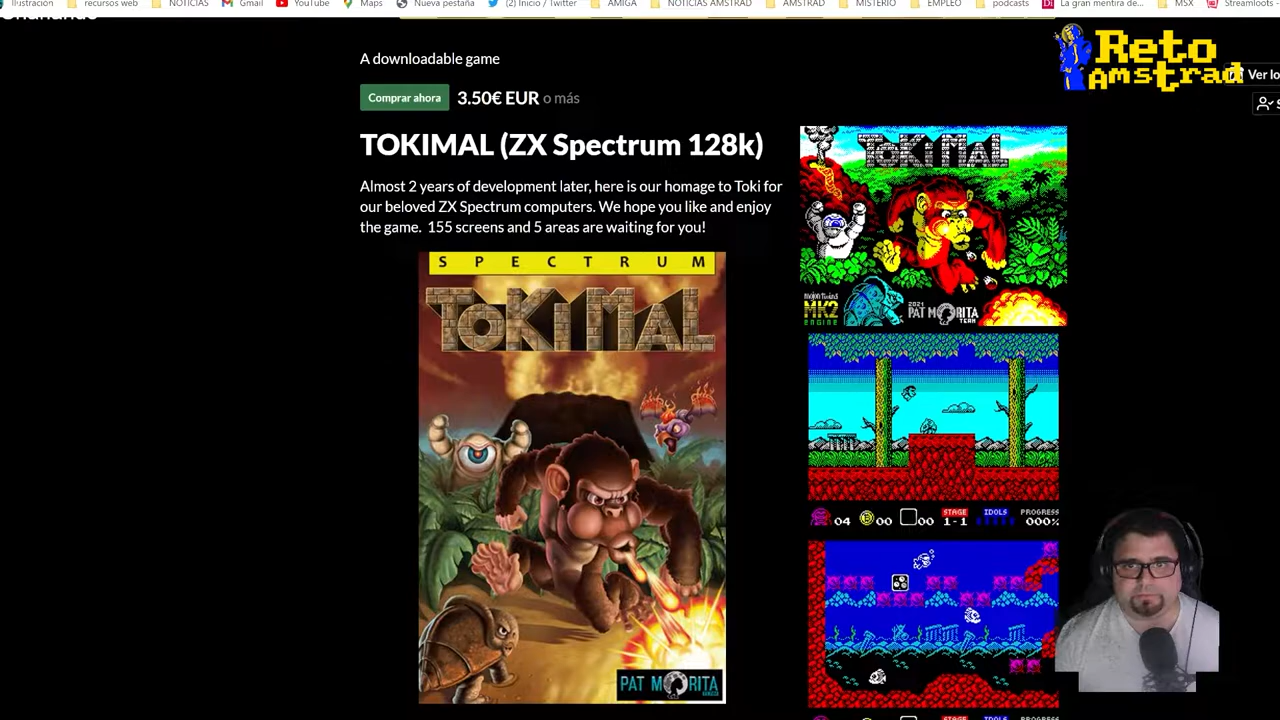 Ilustración
recursos web
NOTICIAS
Gmail
YouTube
Maps
Nueva pestaña
(2) Inicio / Twitter
AMIGA
NOTICIAS AMSTRAD
AMSTRAD
MISTERIO
EMPLEO
podcasts
La gran mentira de...
MSX
Streamloots -
Reto
Amstrad
Ver lo
A downloadable game
Comprar ahora
3.50€ EUR o más
TOKIMAL (ZX Spectrum 128k)
Almost 2 years of development later, here is our homage to Toki for
our beloved ZX Spectrum computers. We hope you like and enjoy
the game. 155 screens and 5 areas are waiting for you!
SPECTRUM
TOKIMAL
PAT MORITA
TOKIMAL
mojon twins
MK2
ENGINE
2021
PAT MORITA
TEAM
04 00 00
STAGE
1-1
IDOLS
PROGRESS
000%